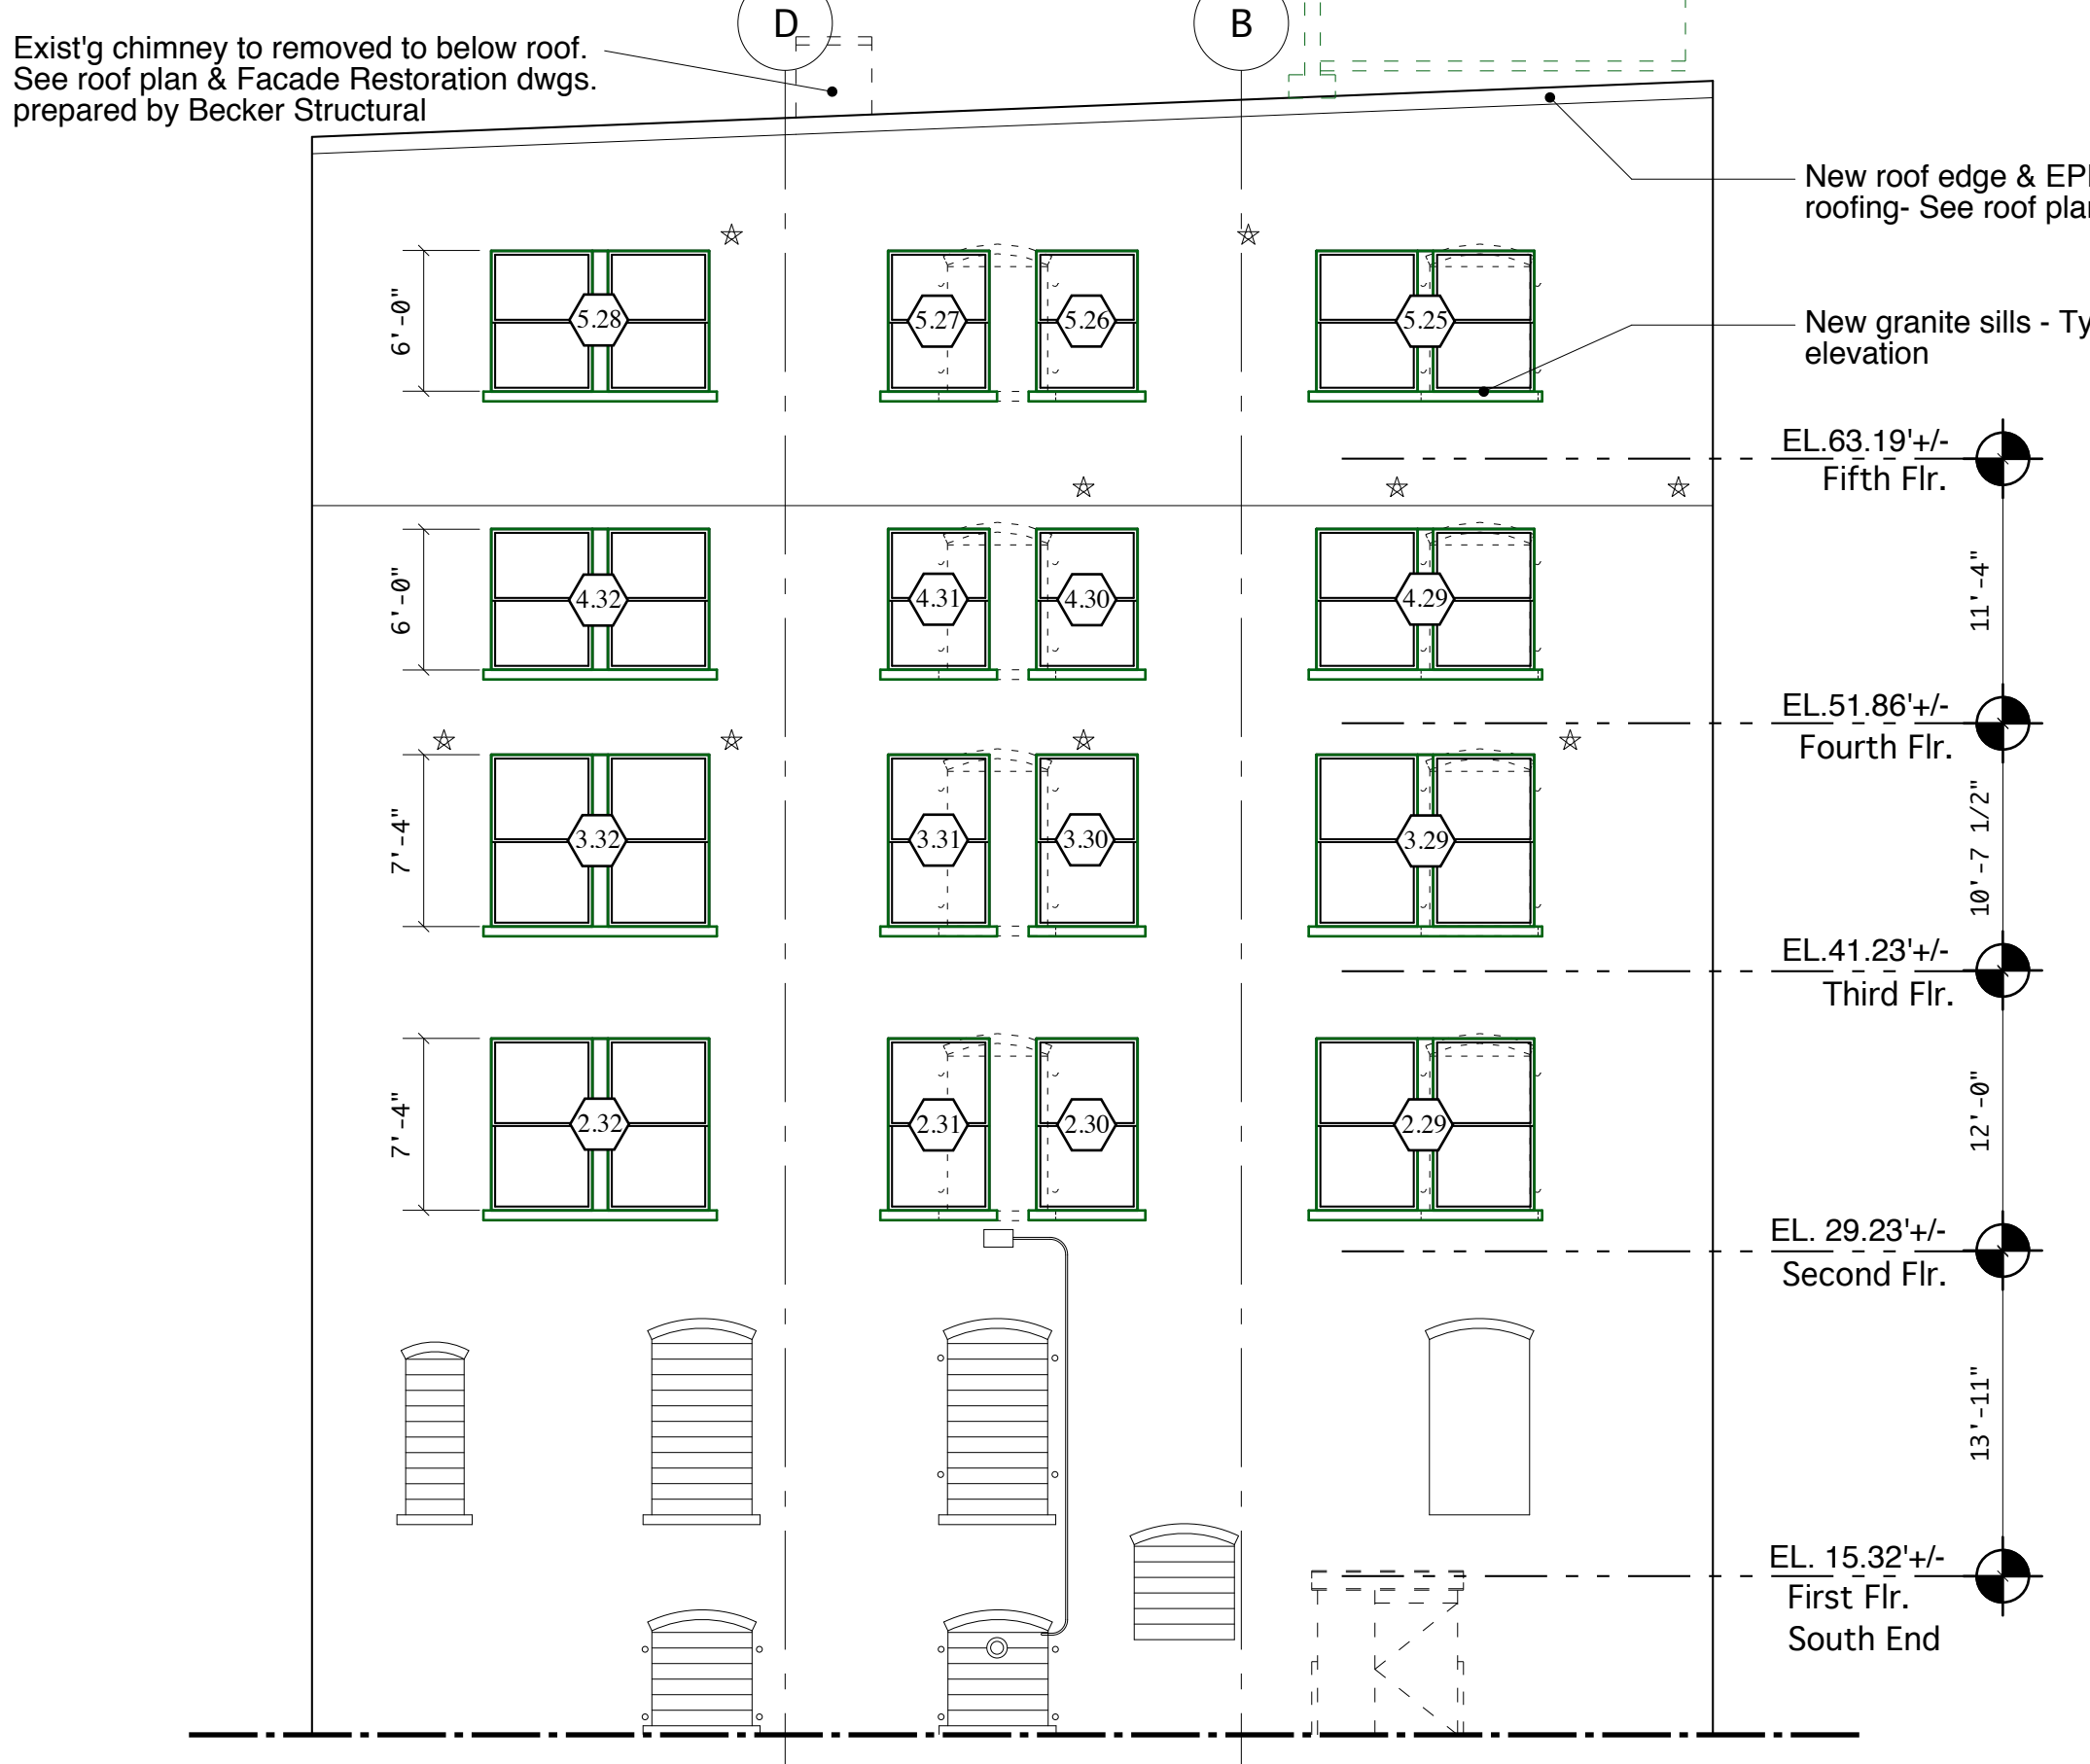 D
B
Exist'g chimney to removed to below roof.
See roof plan & Facade Restoration dwgs.
prepared by Becker Structural
New roof edge & EP
roofing- See roof pla
6'-0"
5.28
5.27
5.26
5.25
New granite sills - Ty
elevation
EL.63.19'+/-
Fifth Flr.
6'-0"
4.32
4.31
4.30
4.29
11'-4"
EL.51.86'+/-
Fourth Flr.
7'-4"
3.32
3.31
3.30
3.29
10'-7 1/2"
EL.41.23'+/-
Third Flr.
7'-4"
2.32
2.31
2.30
2.29
12'-0"
EL. 29.23'+/-
Second Flr.
13'-11"
EL. 15.32'+/-
First Flr.
South End